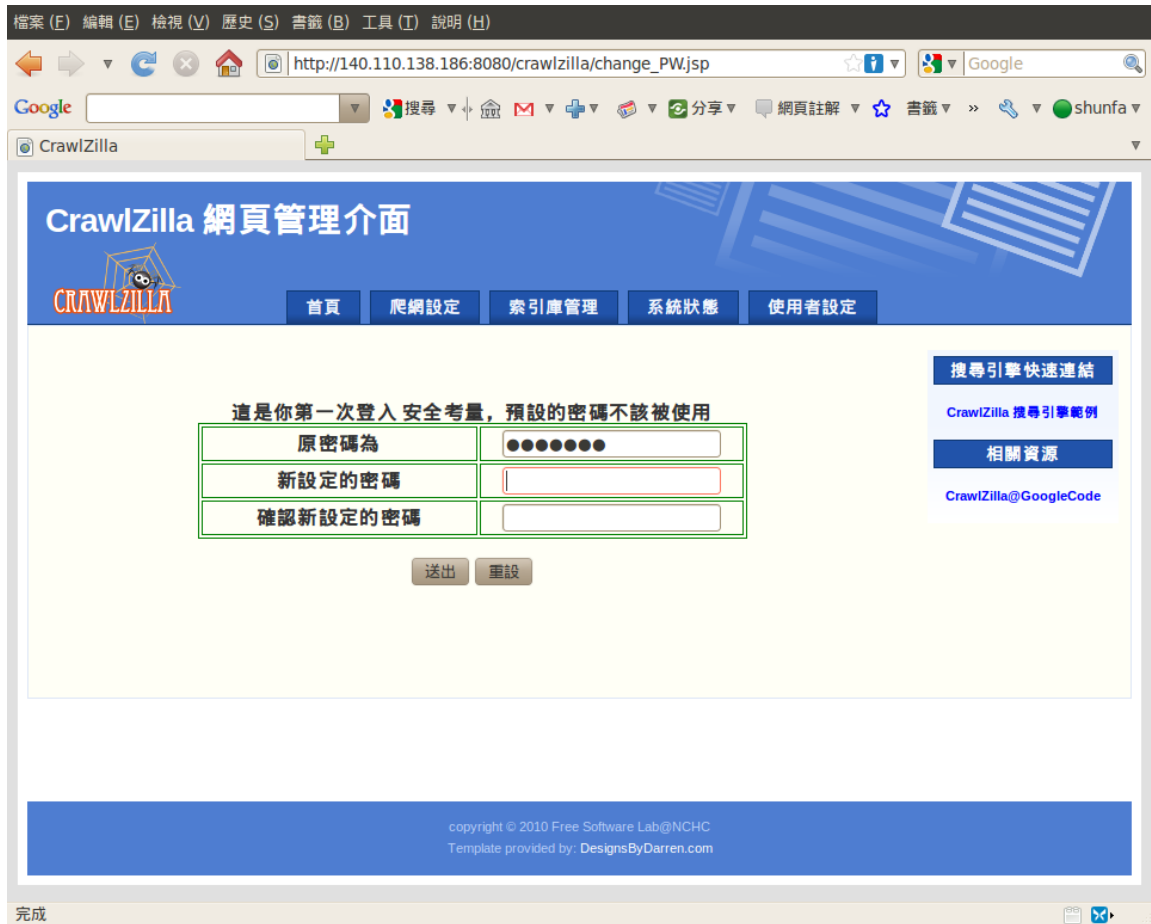 檔案 (F) 編輯 (E) 檢視 (V) 歷史 (S) 書籤 (B) 工具 (T) 說明 (H)
http://140.110.138.186:8080/crawlzilla/change_PW.jsp
Google
Google
搜尋
分享
網頁註解
書籤
»
shunfa
CrawlZilla
CrawlZilla 網頁管理介面
CRAWLZILLA
首頁
爬網設定
索引庫管理
系統狀態
使用者設定
這是你第一次登入 安全考量，預設的密碼不該被使用
原密碼為
●●●●●●●
新設定的密碼
確認新設定的密碼
送出
重設
搜尋引擎快速連結
CrawlZilla 搜尋引擎範例
相關資源
CrawlZilla@GoogleCode
copyright © 2010 Free Software Lab@NCHC
Template provided by: DesignsByDarren.com
完成